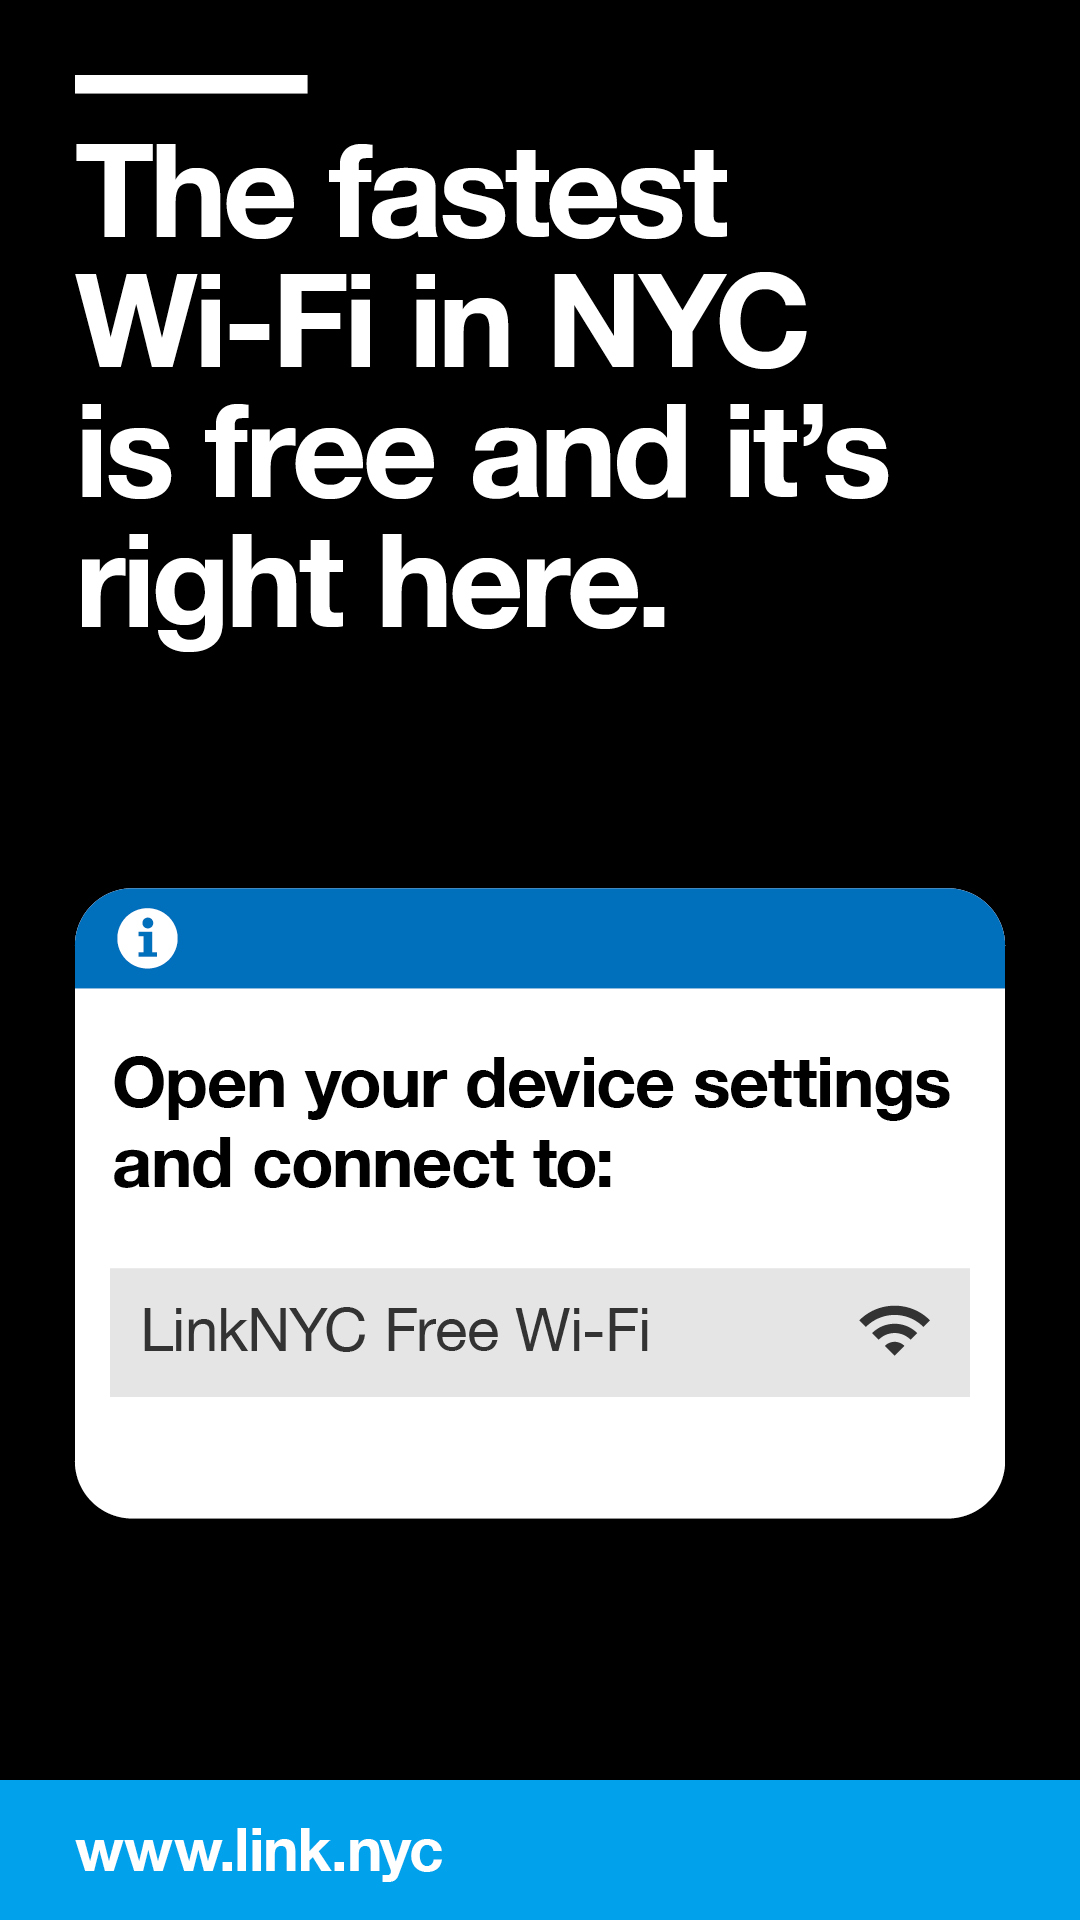 The fastest
Wi-Fi in NYC
is free and it’s
right here.
i
Open your device settings
and connect to:
LinkNYC Free Wi-Fi
www.link.nyc